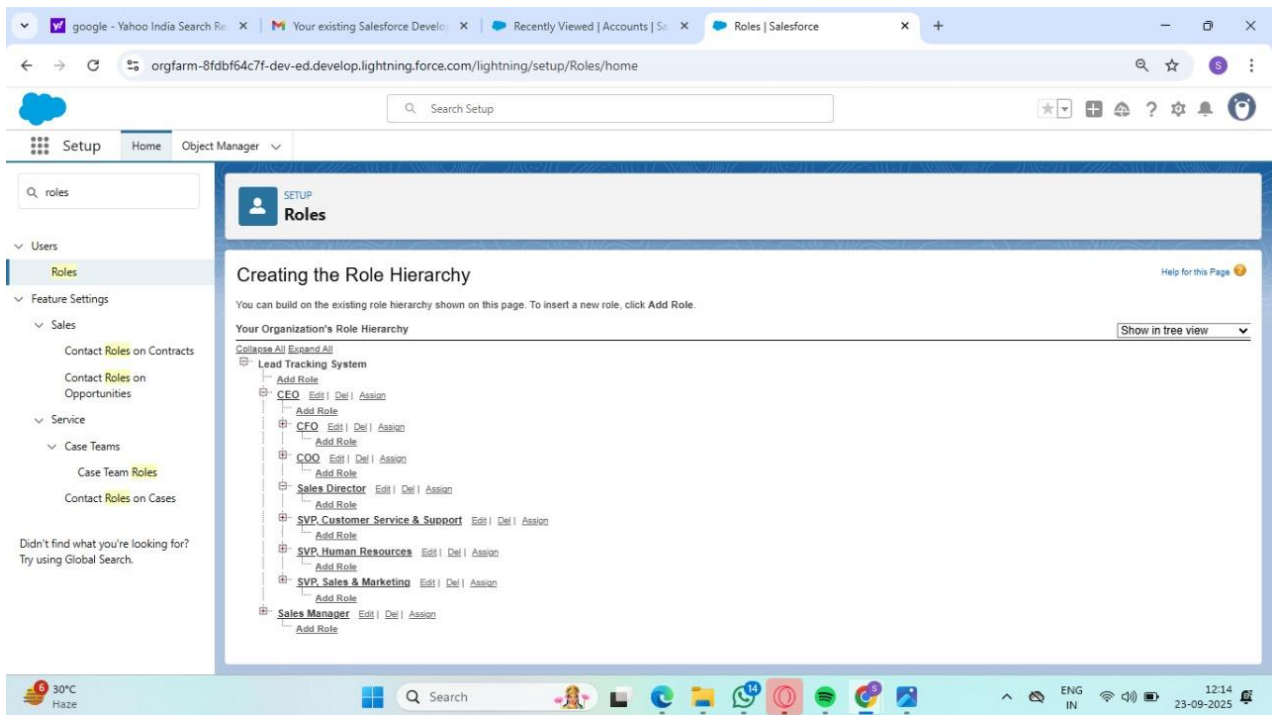 google - Yahoo India Search Re
Your existing Salesforce Develo
Recently Viewed | Accounts | Sa
Roles | Salesforce
orgfarm-8fdbf64c7f-dev-ed.develop.lightning.force.com/lightning/setup/Roles/home
S
Search Setup
Setup
Home
Object Manager
roles
Users
Roles
Feature Settings
Sales
Contact Roles on Contracts
Contact Roles on
Opportunities
Service
Case Teams
Case Team Roles
Contact Roles on Cases
Didn't find what you're looking for?
Try using Global Search.
SETUP
Roles
Creating the Role Hierarchy
Help for this Page
You can build on the existing role hierarchy shown on this page. To insert a new role, click Add Role.
Your Organization's Role Hierarchy
Show in tree view
Collapse All Expand All
Lead Tracking System
Add Role
CEO Edit | Del | Assign
Add Role
CFO Edit | Del | Assign
Add Role
COO Edit | Del | Assign
Add Role
Sales Director Edit | Del | Assign
Add Role
SVP, Customer Service & Support Edit | Del | Assign
Add Role
SVP, Human Resources Edit | Del | Assign
Add Role
SVP, Sales & Marketing Edit | Del | Assign
Add Role
Sales Manager Edit | Del | Assign
Add Role
6
30°C
Haze
Search
14
S
ENG
IN
12:14
23-09-2025